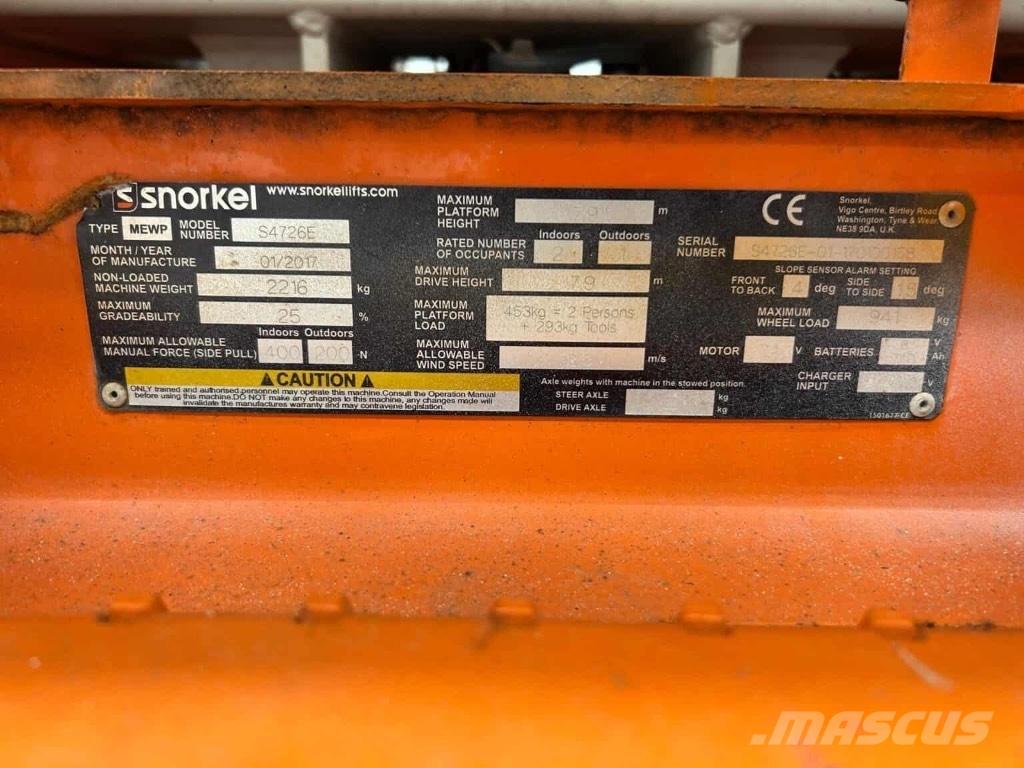 snorkel www.snorkellifts.com
TYPE MEWP MODEL NUMBER S4726E
MONTH / YEAR OF MANUFACTURE 01/2017
NON-LOADED MACHINE WEIGHT 2216 kg
MAXIMUM GRADEABILITY 25 %
Indoors Outdoors
MAXIMUM ALLOWABLE MANUAL FORCE (SIDE PULL) 400 200 N
MAXIMUM PLATFORM HEIGHT m
Indoors Outdoors
RATED NUMBER OF OCCUPANTS 2 1
MAXIMUM DRIVE HEIGHT 7.9 m
MAXIMUM PLATFORM LOAD 453kg = 2 Persons + 293kg Tools
MAXIMUM ALLOWABLE WIND SPEED m/s
CE
Snorkel,
Vigo Centre, Birtley Road
Washington, Tyne & Wear
NE38 9DA, U.K.
SERIAL NUMBER
SLOPE SENSOR ALARM SETTING
FRONT TO BACK 4 deg SIDE TO SIDE deg
MAXIMUM WHEEL LOAD 941 kg
MOTOR V BATTERIES V Ah
CHARGER INPUT V
CAUTION
ONLY trained and authorised personnel may operate this machine.Consult the Operation Manual
before using this machine.DO NOT make any changes to this machine, any changes made will
invalidate the manufactures warranty and may contravene legislation.
Axle weights with machine in the stowed position.
STEER AXLE kg
DRIVE AXLE kg
1501677-CE
MASCUS